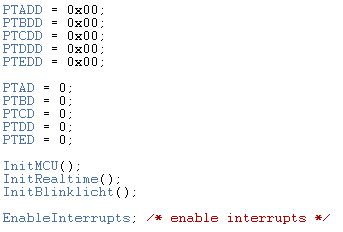 PTADD = 0x00;
PTBDD = 0x00;
PTCDD = 0x00;
PTDDD = 0x00;
PTEDD = 0x00;
PTAD = 0;
PTBD = 0;
PTCD = 0;
PTDD = 0;
PTED = 0;
InitMCU();
InitRealtime();
InitBlinklicht();
EnableInterrupts; /* enable interrupts */